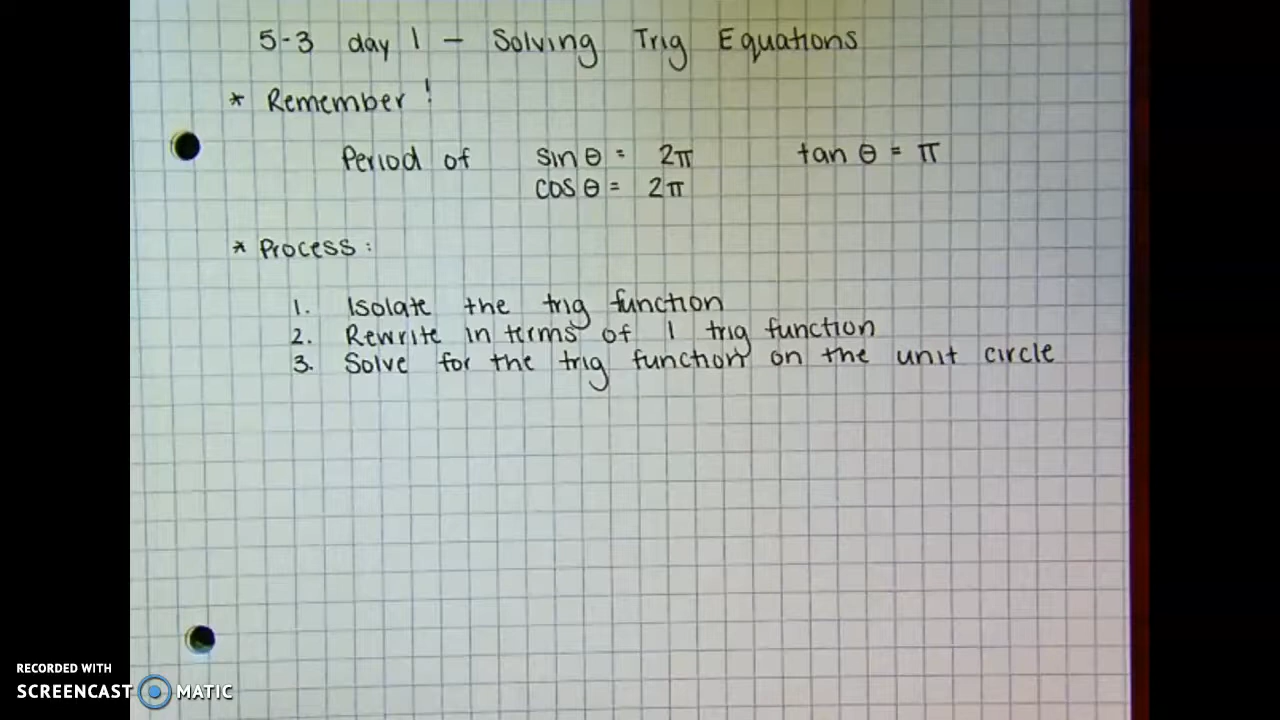 5-3 day 1 - Solving Trig Equations
* Remember!
Period of sin θ = 2π tan θ = π
cos θ = 2π
* Process:
1. Isolate the trig function
2. Rewrite in terms of 1 trig function
3. Solve for the trig function on the unit circle
RECORDED WITH
SCREENCAST MATIC